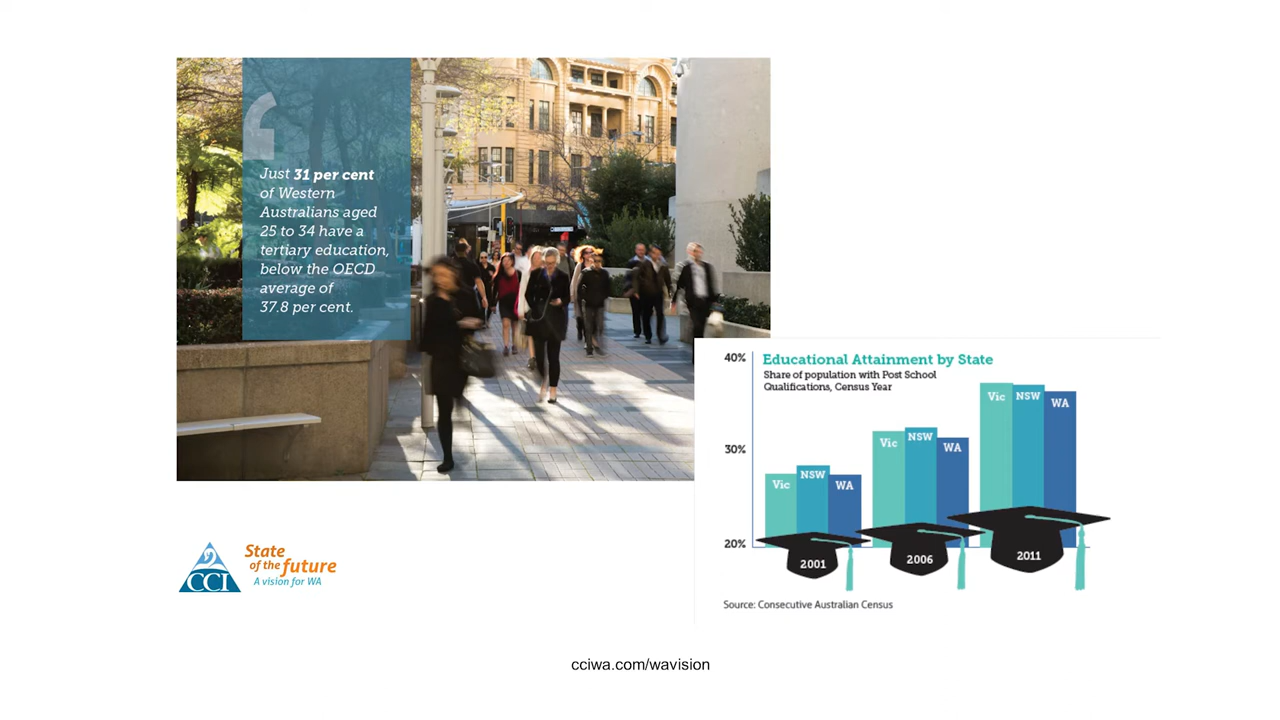 Just 31 per cent
of Western
Australians aged
25 to 34 have a
tertiary education,
below the OECD
average of
37.8 per cent.
Educational Attainment by State
Share of population with Post School
Qualifications, Census Year
40%
30%
20%
Vic NSW WA
Vic NSW WA
Vic NSW WA
2001 2006 2011
Source: Consecutive Australian Census
CCI
State
of the future
A vision for WA
cciwa.com/wavision